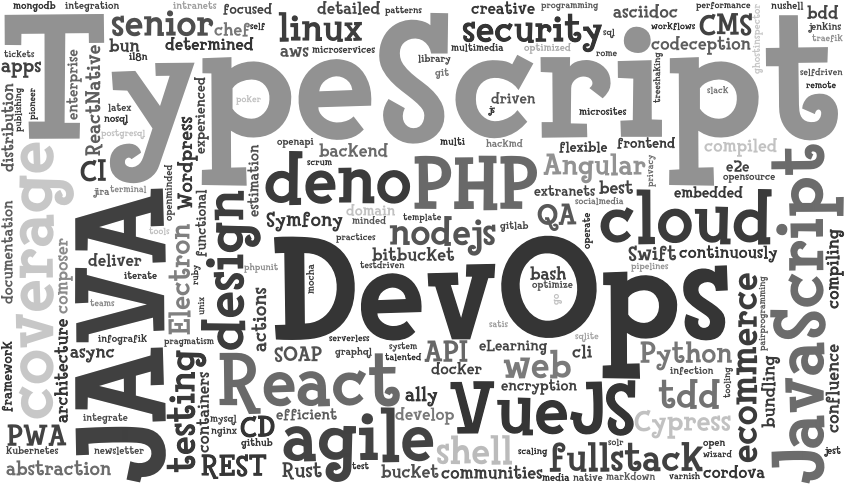 mongodb
integration
intranets
focused
detailed
patterns
creative
programming
asciidoc
performance
nushell
bdd
senior
chef
self
linux
security
sql
workflows
CMS
jenkins
traefik
tickets
bun
determined
aws
microservices
multimedia
optimized
codeception
ghostinspector
apps
il8n
library
git
rome
treeshaking
selfdriven
remote
TypeScript
distribution
publishing
pioneer
enterprise
ReactNative
latex
nosql
postgresql
experienced
poker
driven
js
microsites
slack
CI
Wordpress
openapi
scrum
backend
multi
hackmd
flexible
frontend
compiled
e2e
opensource
jira
terminal
openminded
estimation
deno
PHP
Angular
privacy
extranets
best
socialmedia
embedded
coverage
JAVA
tools
functional
design
Symfony
domain
minded
template
nodejs
gitlab
QA
operate
cloud
JavaScript
documentation
composer
deliver
iterate
Electron
ruby
phpunit
practices
bitbucket
testdriven
Swift
continuously
pipelines
compiling
teams
unix
actions
mocha
DevOps
bash
optimize
go
satis
sqlite
ecommerce
pairprogramming
infografik
pragmatism
serverless
system
framework
architecture
async
SOAP
graphql
talented
API
eLearning
cli
Python
infection
tooling
bundling
confluence
testing
containers
React
docker
web
encryption
ally
VueJS
tdd
PWA
integrate
mysql
nginx
CD
github
efficient
develop
Cypress
Kubernetes
newsletter
agile
shell
scaling
solr
open
wizard
jest
abstraction
REST
Rust
test
bucket
communities
fullstack
media
native
markdown
varnish
cordova